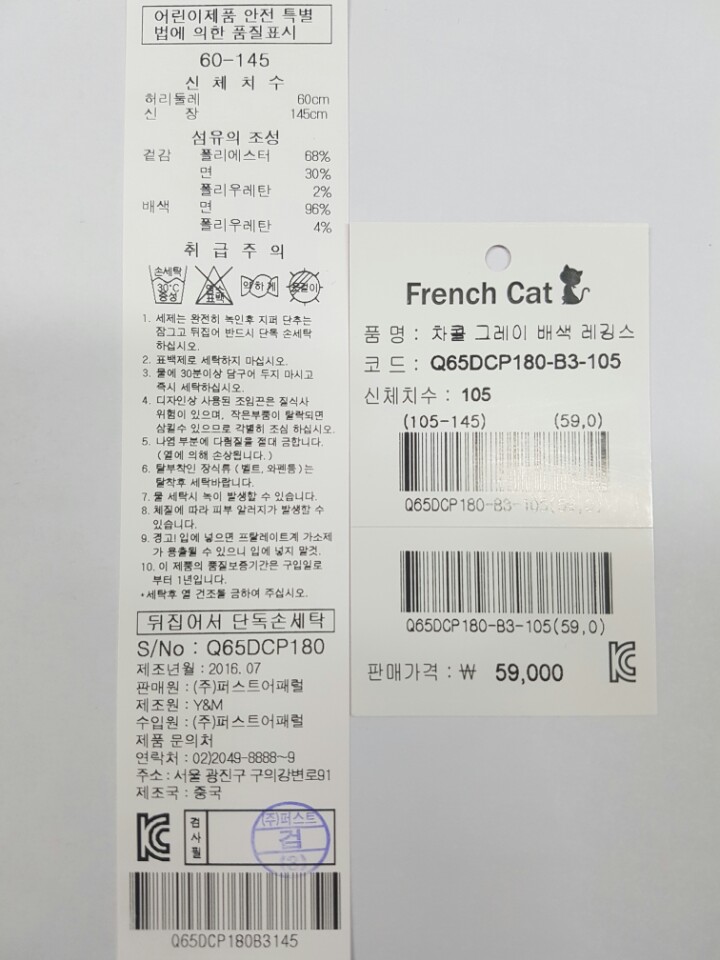 어린이제품 안전 특별
법에 의한 품질표시
60-145
신 체 치 수
허리둘레 60cm
신 장 145cm
섬유의 조성
겉감 폴리에스터 68%
면 30%
폴리우레탄 2%
배색 면 96%
폴리우레탄 4%
취 급 주 의
손세탁
30°C
중성
염소
표백
약하게
옷걸이
1. 세제는 완전히 녹인후 지퍼 단추는
잠그고 뒤집어 반드시 단독 손세탁
하십시오.
2. 표백제로 세탁하지 마십시오.
3. 물에 30분이상 담구어 두지 마시고
즉시 세탁하십시오.
4. 디자인상 사용된 조임끈은 질식사
위험이 있으며, 작은부품이 탈락되면
삼킬수 있으므로 각별히 조심 하십시오.
5. 나염 부분에 다림질을 절대 금합니다.
(열에 의해 손상됩니다.)
6. 탈부착인 장식류(벨트, 와펜등)는
탈착후 세탁바랍니다.
7. 물 세탁시 녹이 발생할 수 있습니다.
8. 체질에 따라 피부 알러지가 발생할 수
있습니다.
9. 경고! 입에 넣으면 프탈레이트계 가소제
가 용출될 수 있으니 입에 넣지 말것.
10. 이 제품의 품질보증기간은 구입일로
부터 1년입니다.
*세탁후 열 건조를 금하여 주십시오.
뒤집어서 단독손세탁
S/No : Q65DCP180
제조년월 : 2016. 07
판매원 : (주)퍼스트어패럴
제조원 : Y&M
수입원 : (주)퍼스트어패럴
제품 문의처
연락처 : 02)2049-8888~9
주소 : 서울 광진구 구의강변로91
제조국 : 중국
KC
검사필
(주)퍼스트
검
(3)
Q65DCP180B3145
French Cat
품 명 : 차콜 그레이 배색 레깅스
코 드 : Q65DCP180-B3-105
신체치수 : 105
(105-145) (59,0)
Q65DCP180-B3-105(59,0)
Q65DCP180-B3-105(59,0)
판매가격 : ₩ 59,000
KC